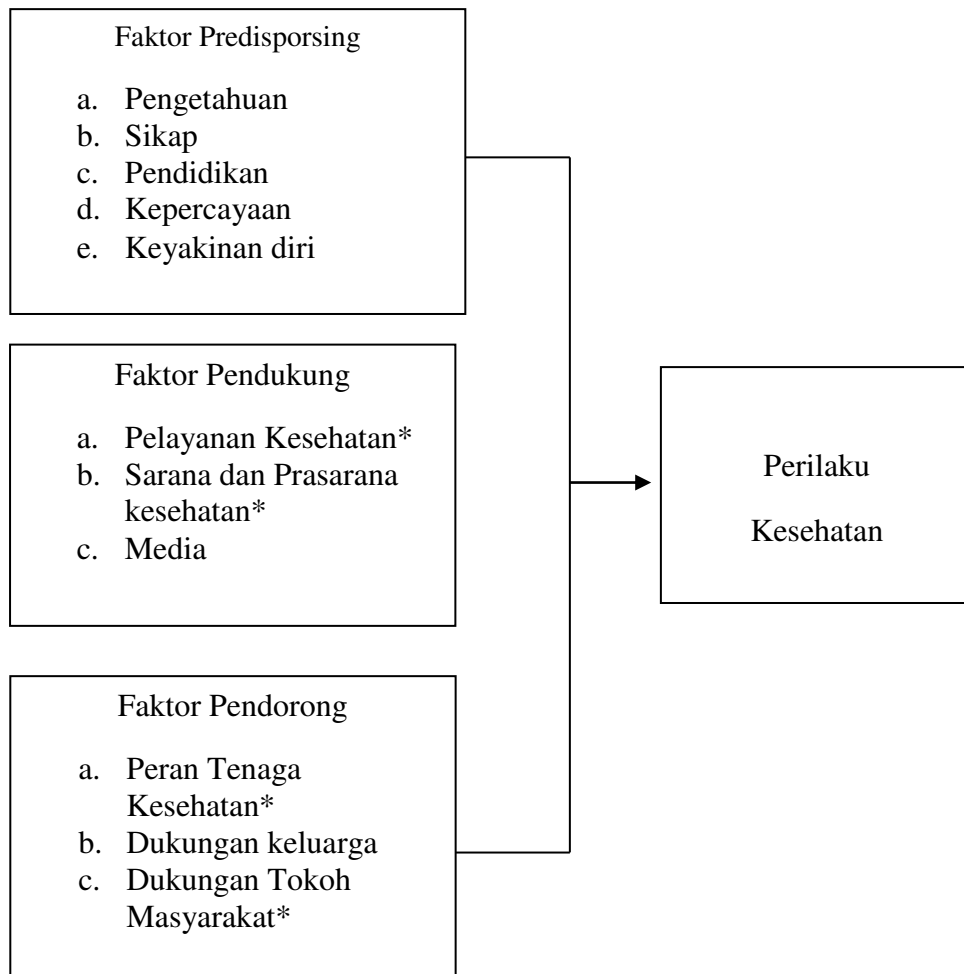 Faktor Predisporsing
a. Pengetahuan
b. Sikap
c. Pendidikan
d. Kepercayaan
e. Keyakinan diri
Faktor Pendukung
a. Pelayanan Kesehatan*
b. Sarana dan Prasarana
kesehatan*
c. Media
Faktor Pendorong
a. Peran Tenaga
Kesehatan*
b. Dukungan keluarga
c. Dukungan Tokoh
Masyarakat*
Perilaku
Kesehatan